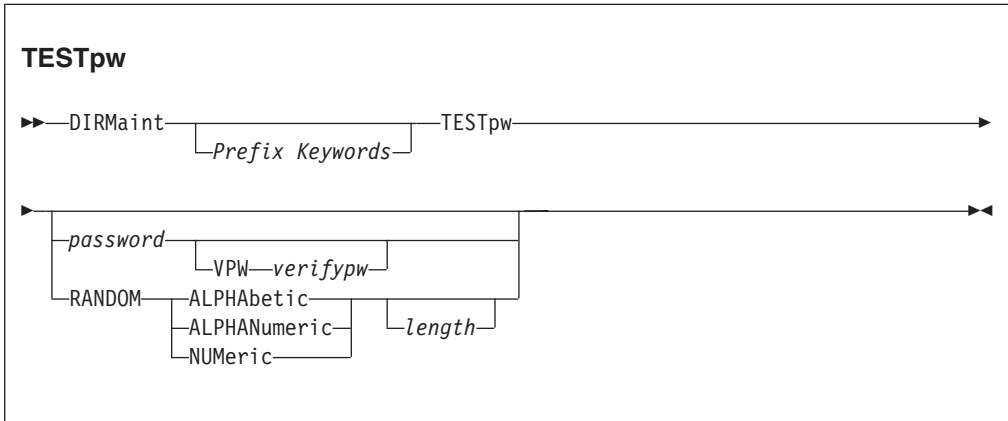 TESTpw
DIRMaint TESTpw
Prefix Keywords
password
VPW verifypw
RANDOM ALPHAbetic
ALPHANumeric length
NUMeric